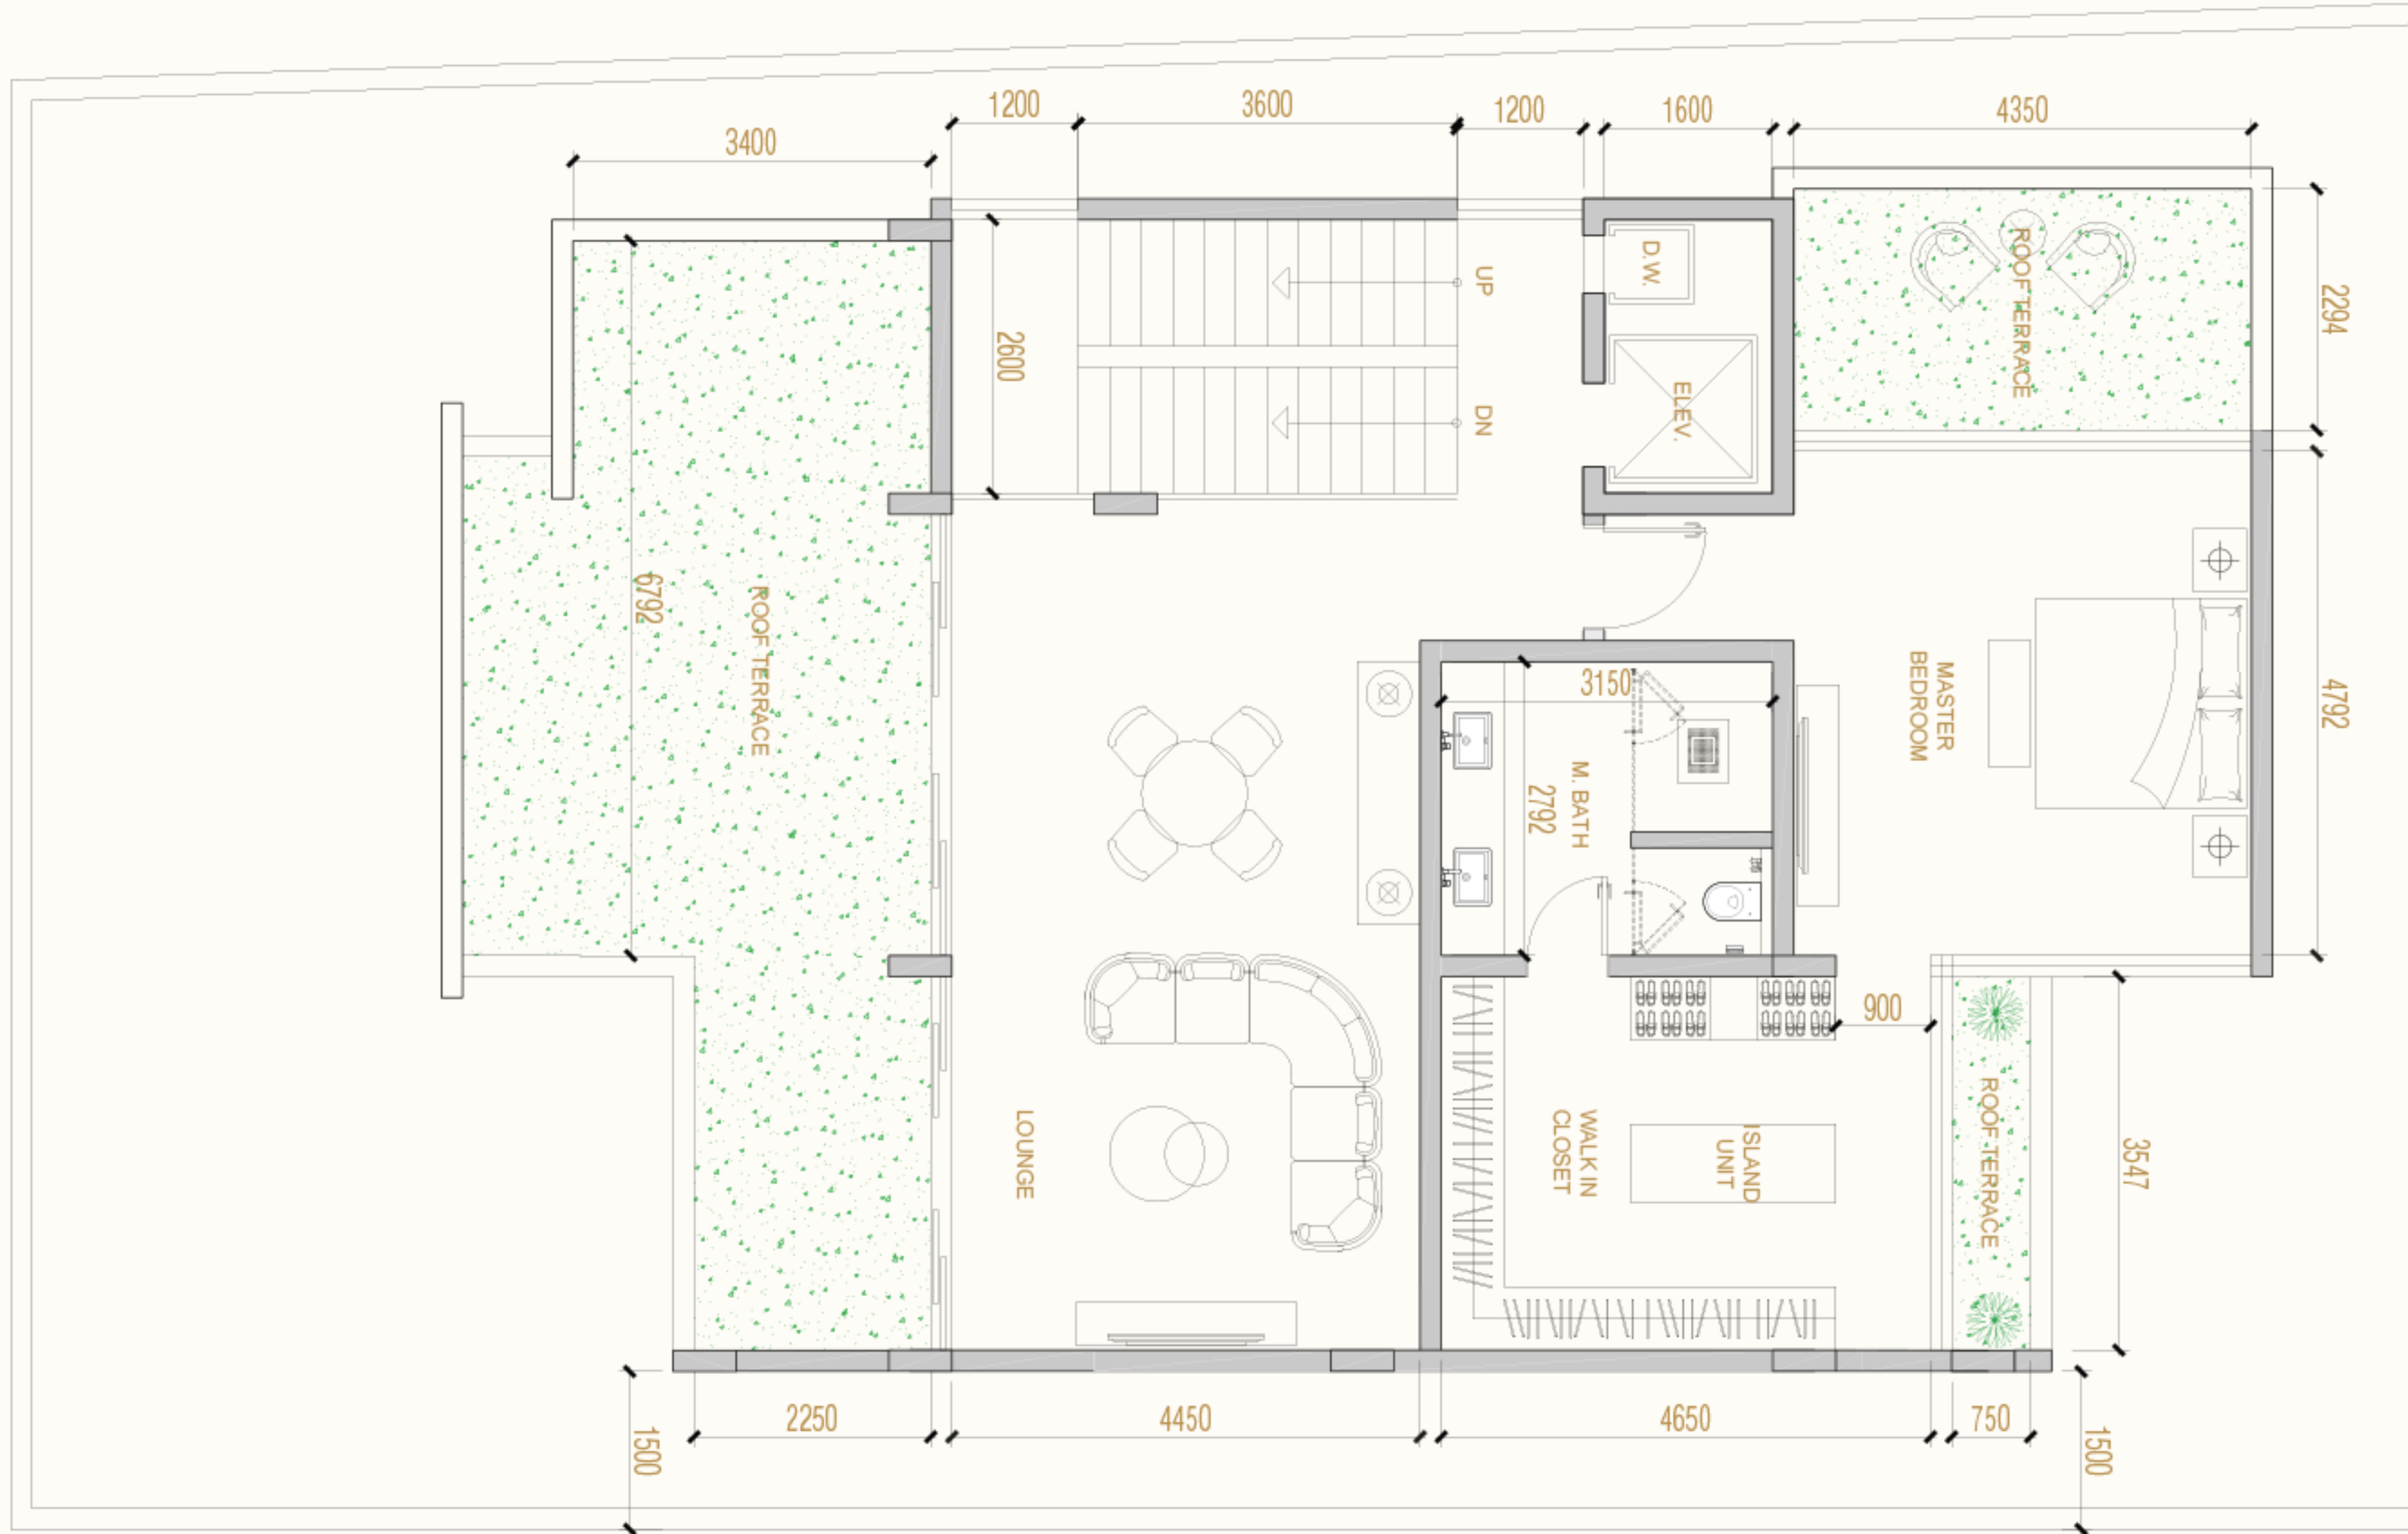 1200
3600
1200
1600
4350
3400
D.W.
UP
ROOF TERRACE
2294
2600
DN
ELEV.
6792
ROOF TERRACE
MASTER
BEDROOM
4792
3150
M. BATH
2792
900
LOUNGE
WALK IN
CLOSET
ISLAND
UNIT
ROOF TERRACE
3547
2250
4450
4650
750
1500
1500